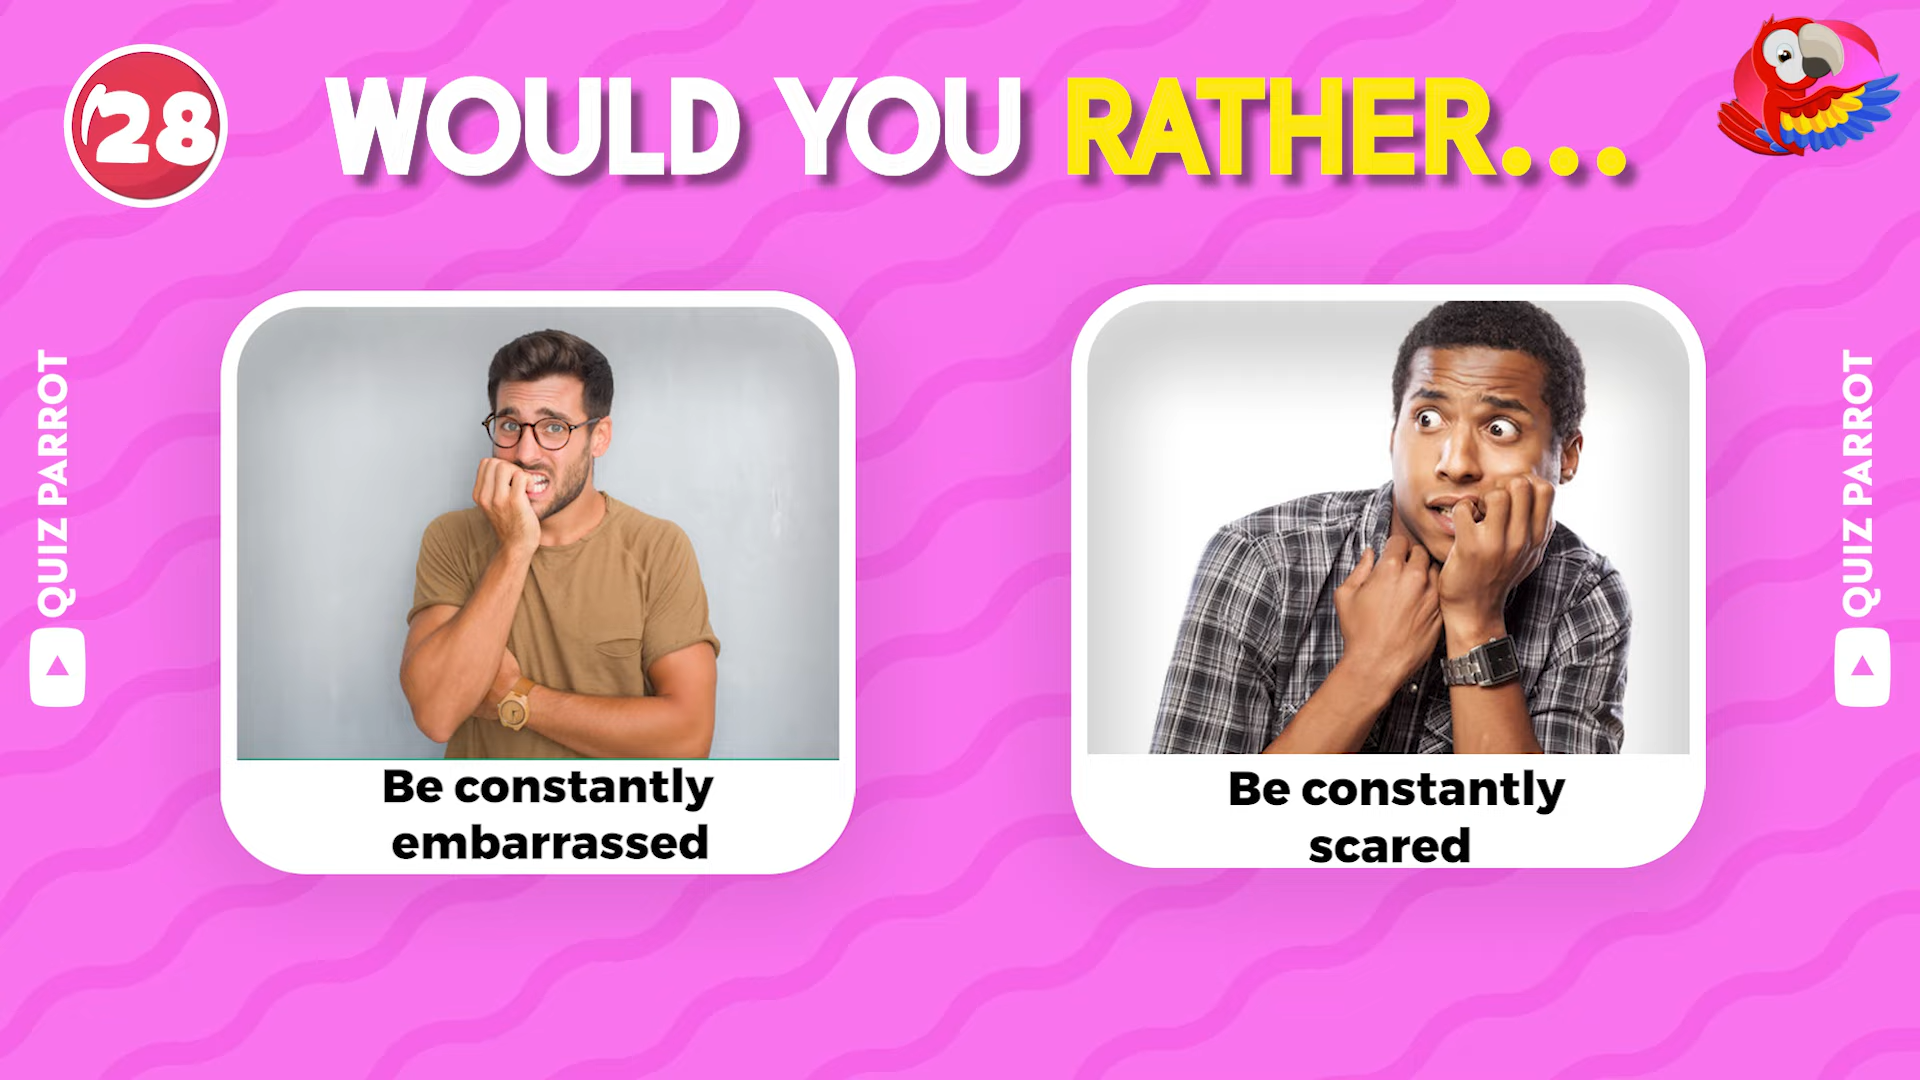 28
WOULD YOU RATHER...
QUIZ PARROT
Be constantly
embarrassed
Be constantly
scared
QUIZ PARROT